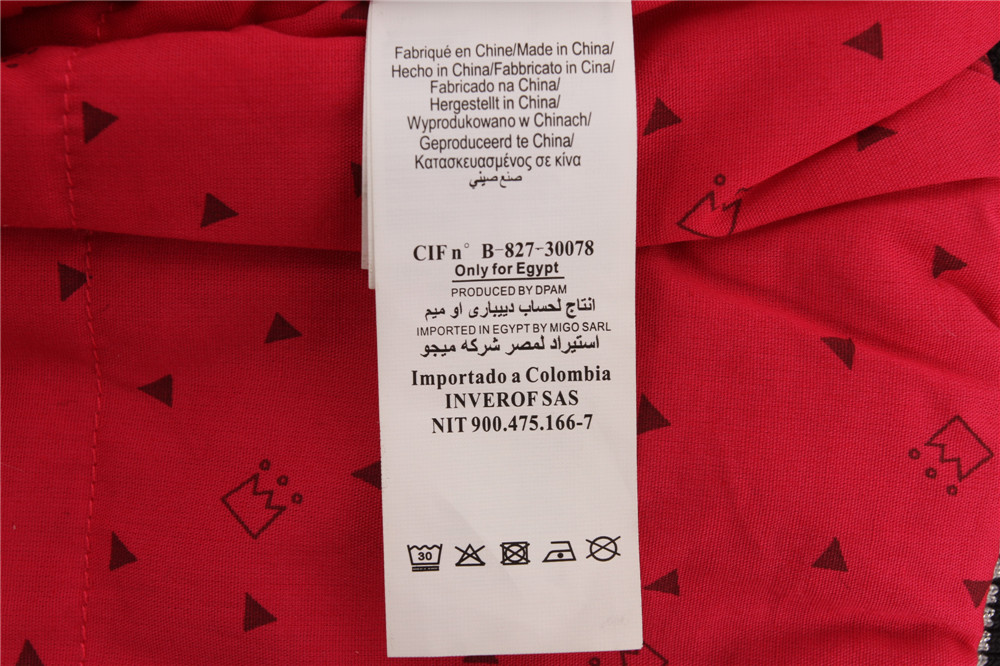 Fabriqué en Chine/Made in China/
Hecho in China/Fabbricato in Cina/
Fabricado na China/
Hergestellt in China/
Wyprodukowano w Chinach/
Geproduceerd te China/
Κατασκευασμένος σε κίνα
صنع صيني
CIF n° B-827-30078
Only for Egypt
PRODUCED BY DPAM
انتاج لحساب ديباري او ميم
IMPORTED IN EGYPT BY MIGO SARL
استيراد لمصر شركه ميجو
Importado a Colombia
INVEROF SAS
NIT 900.475.166-7
30